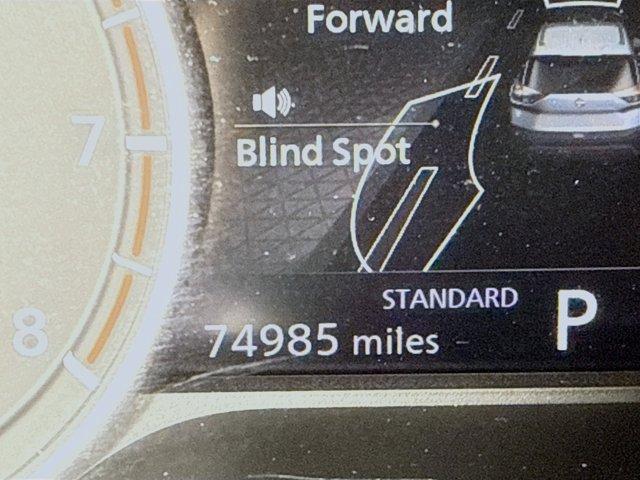 Forward
7
Blind Spot
STANDARD
8
74985 miles
P